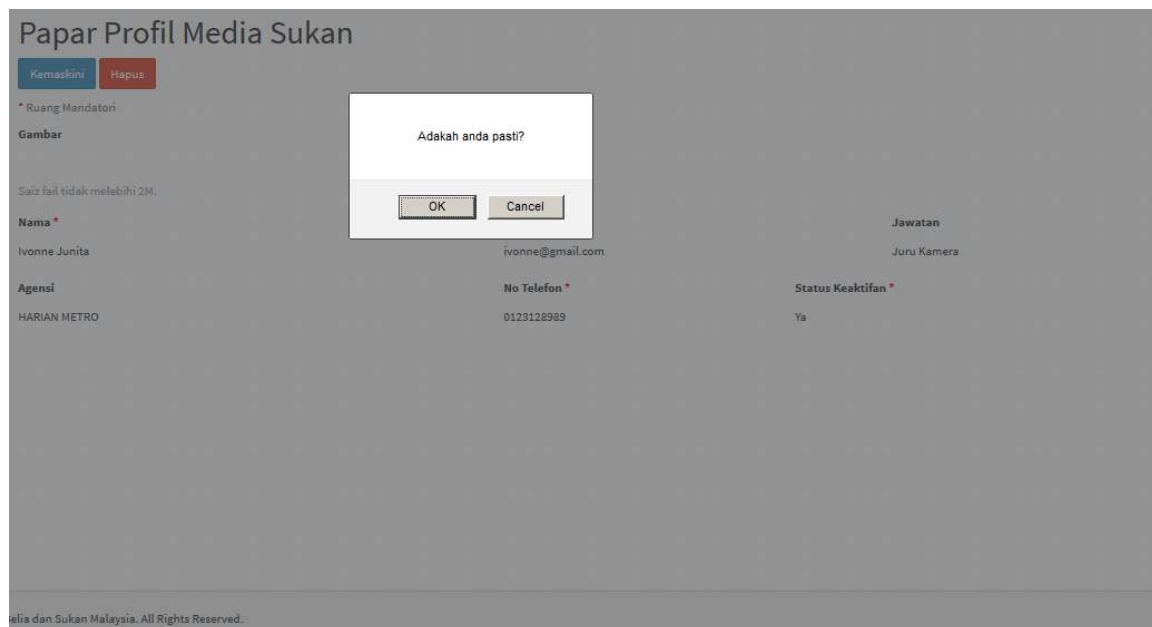 Papar Profil Media Sukan
Kemaskini Hapus
* Ruang Mandatori
Gambar
Adakah anda pasti?
Saiz fail tidak melebihi 2M.
OK Cancel
Nama * Jawatan
Ivonne Junita ivonne@gmail.com Juru Kamera
Agensi No Telefon * Status Keaktifan *
HARIAN METRO 0123128989 Ya
elia dan Sukan Malaysia. All Rights Reserved.